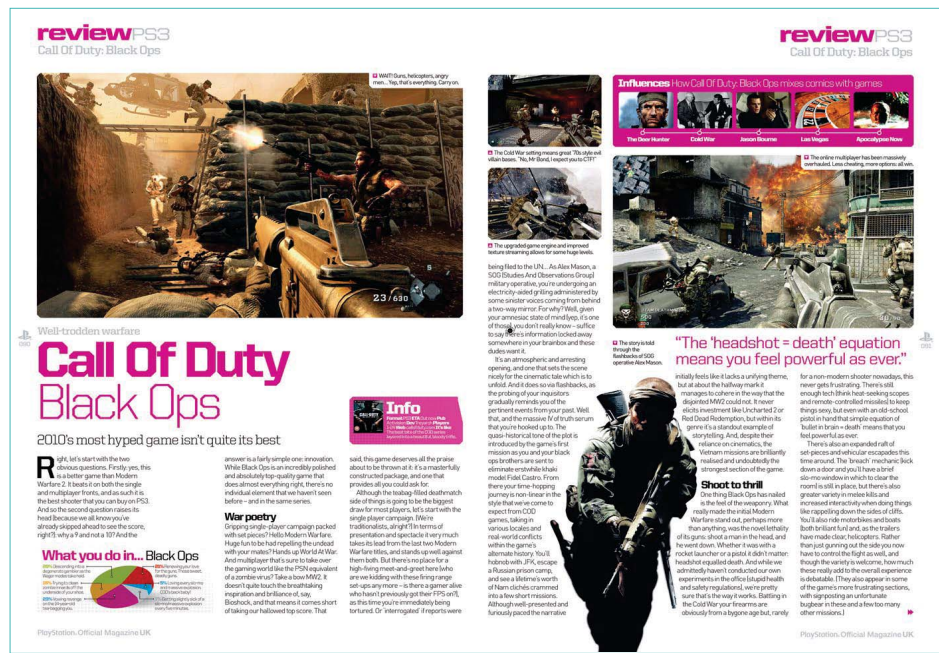 reviewPS3
Call Of Duty: Black Ops
WAIT! Guns, helicopters, angry
men... Yep, that's everything. Carry on.
23/630
5
Well-trodden warfare
Call Of Duty
Black Ops
2010's most hyped game isn't quite its best
Info
Right, let's start with the two
obvious questions. Firstly, yes, this
is a better game than Modern
Warfare 2. It beats it on both the single
and multiplayer fronts, and as such it is
the best shooter that you can buy on PS3.
And so the second question raises its
head (because we all know you've
already skipped ahead to see the score,
right?): why a 9 and not a 10? And the
What you do in... Black Ops
answer is a fairly simple one: innovation.
While Black Ops is an incredibly polished
and absolutely top-quality game that
does almost everything right, there's no
individual element that we haven't seen
before – and in the same series.
War poetry
Gripping single-player campaign packed
with set pieces? Hello Modern Warfare.
Huge fun to be had repelling the undead
with your mates? Hands up World At War.
And multiplayer that's sure to take over
the gaming world like the PSN equivalent
of a zombie virus? Take a bow MW2. It
doesn't quite touch the breathtaking
inspiration and brilliance of, say,
Bioshock, and that means it comes short
of taking our hallowed top score. That
said, this game deserves all the praise
about to be thrown at it: it's a masterfully
constructed package, and one that
provides all you could ask for.
Although the tealbag-filled deathmatch
side of things is going to be the biggest
draw for most players, let's start with the
single player campaign. (We're
traditionalists, alright?) In terms of
presentation and spectacle it very much
takes its lead from the last two Modern
Warfare titles, and stands up well against
them both. But there's no place for a
high-fiving meet-and-greet here (who
are we kidding with these firing range
set-ups any more – is there a gamer alive
who hasn't previously got their FPS on?),
as this time you're immediately being
tortured. Or 'interrogated' if reports were
PlayStation Official Magazine UK
reviewPS3
Call Of Duty: Black Ops
The Cold War setting means great '70s style evil
villain bases. "No, Mr Bond, I expect you to CTF!"
The upgraded game engine and improved
texture streaming allows for some huge levels.
being filed to the UN... As Alex Mason, a
SOG (Studies And Observations Group)
military operative, you're undergoing an
electricity-aided grilling administered by
some sinister voices coming from behind
a two-way mirror. For why? Well, given
your amnesiac state of mind (yep, it's one
of those), you don't really know – suffice
to say there's information locked away
somewhere in your brainbox and these
dudes want it.
It's an atmospheric and arresting
opening, and one that sets the scene
nicely for the cinematic tale which is to
unfold. And it does so via flashbacks, as
the probing of your inquisitors
gradually reminds you of the
pertinent events from your past. Well,
that, and the massive IV of truth serum
that you're hooked up to. The
quasi-historical tone of the plot is
introduced by the game's first
mission as you and your black
ops brothers are sent to
eliminate erstwhile khaki
model Fidel Castro. From
there your time-hopping
journey is non-linear in the
style that we've come to
expect from COD
games, taking in
various locales and
real-world conflicts
within the game's
alternate history. You'll
hobnob with JFK, escape
a Russian prison camp,
and see a lifetime's worth
of Nam clichés crammed
into a few short missions.
Although well-presented and
furiously paced the narrative
Influences How Call Of Duty: Black Ops mixes comics with games
The Deer Hunter
Cold War
Jason Bourne
Las Vegas
Apocalypse Now
The online multiplayer has been massively
overhauled. Less cheating, more options: all win.
The story is told
through the
flashbacks of SOG
operative Alex Mason.
"The 'headshot = death' equation
means you feel powerful as ever."
initially feels like it lacks a unifying theme,
but at about the halfway mark it
manages to cohere in the way that the
disjointed MW2 could not. It never
elicits investment like Uncharted 2 or
Red Dead Redemption, but within its
genre it's a standout example of
storytelling. And, despite their
reliance on cinematics, the
Vietnam missions are brilliantly
realised and undoubtedly the
strongest section of the game.
Shoot to thrill
One thing Black Ops has nailed
is the feel of the weaponry. What
really made the initial Modern
Warfare stand out, perhaps more
than anything, was the novel lethality
of its guns: shoot a man in the head, and
he went down. Whether it was with a
rocket launcher or a pistol it didn't matter:
headshot equalled death. And while we
admittedly haven't conducted our own
experiments in the office (stupid health
and safety regulations), we're pretty
sure that's the way it works. Battling in
the Cold War your firearms are
obviously from a bygone age but, rarely
for a non-modern shooter nowadays, this
never gets frustrating. There's still
enough tech (think heat-seeking scopes
and remote-controlled missiles) to keep
things sexy, but even with an old-school
pistol in hand that simple equation of
'bullet in brain = death' means that you
feel powerful as ever.
There's also an expanded raft of
set-pieces and vehicular escapades this
time around. The 'breach' mechanic (kick
down a door and you'll have a brief
slo-mo window in which to clear the
room) is still in place, but there's also
greater variety in melee kills and
increased interactivity when doing things
like rappelling down the sides of cliffs.
You'll also ride motorbikes and boats
(both brilliant fun) and, as the trailers
have made clear, helicopters. Rather
than just gunning out the side you now
have to control the flight as well, and
though the variety is welcome, how much
these really add to the overall experience
is debatable. (They also appear in some
of the game's more frustrating sections,
with signposting an unfortunate
bugbear in these and a few too many
other missions.)
PlayStation Official Magazine UK